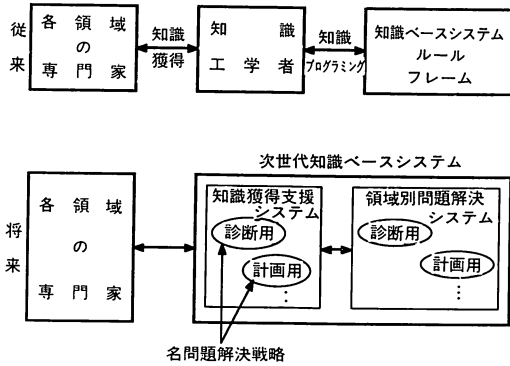 従来
各領域
の
専門家
知識
獲得
知識
工学者
知識
プログラミング
知識ベースシステム
ルール
フレーム
次世代知識ベースシステム
将来
各領域
の
専門家
知識獲得支援
システム
診断用
計画用
⋮
領域別問題解決
システム
診断用
計画用
⋮
名問題解決戦略